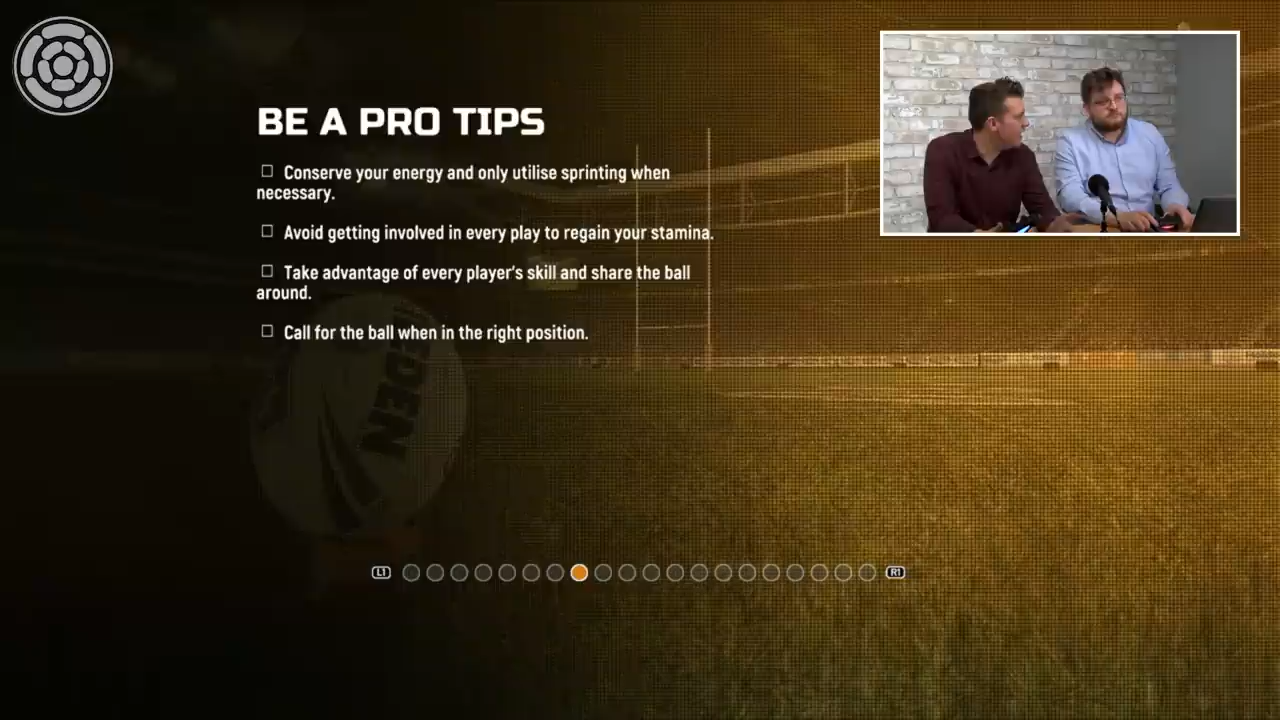 BE A PRO TIPS
☐ Conserve your energy and only utilise sprinting when
necessary.
☐ Avoid getting involved in every play to regain your stamina.
☐ Take advantage of every player's skill and share the ball
around.
☐ Call for the ball when in the right position.
L1 R1